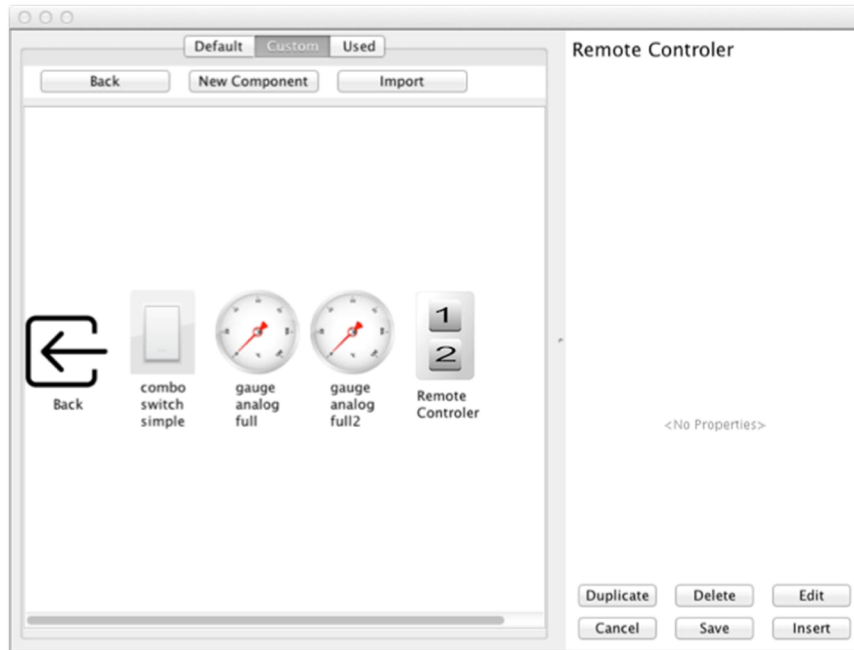 Default Custom Used
Remote Controler
Back New Component Import
1
2
Back
combo
switch
simple
gauge
analog
full
gauge
analog
full2
Remote
Controler
<No Properties>
Duplicate Delete Edit
Cancel Save Insert